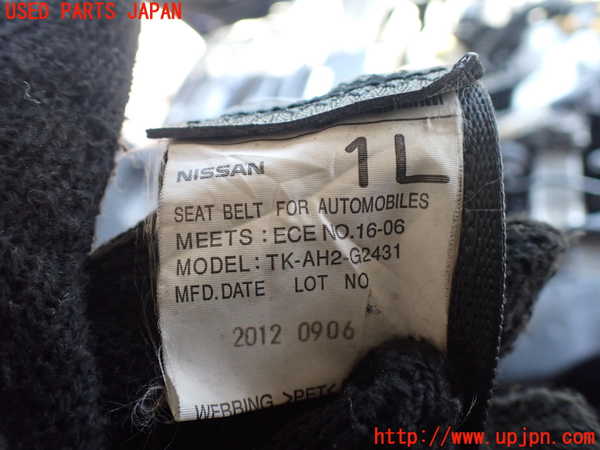 USED PARTS JAPAN
NISSAN
1L
SEAT BELT FOR AUTOMOBILES
MEETS : ECE NO.16-06
MODEL: TK-AH2-G2431
MFD.DATE LOT NO
2012 0906
WEBBING >PET<
http://www.upjpn.com